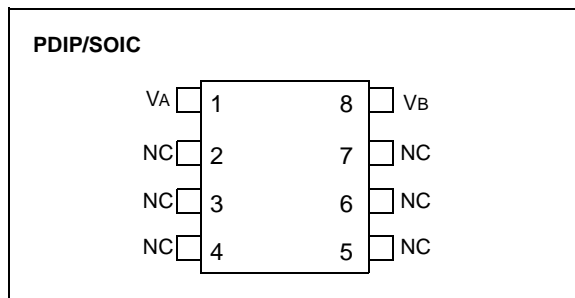 PDIP/SOIC
VA 1 8 VB
NC 2 7 NC
NC 3 6 NC
NC 4 5 NC